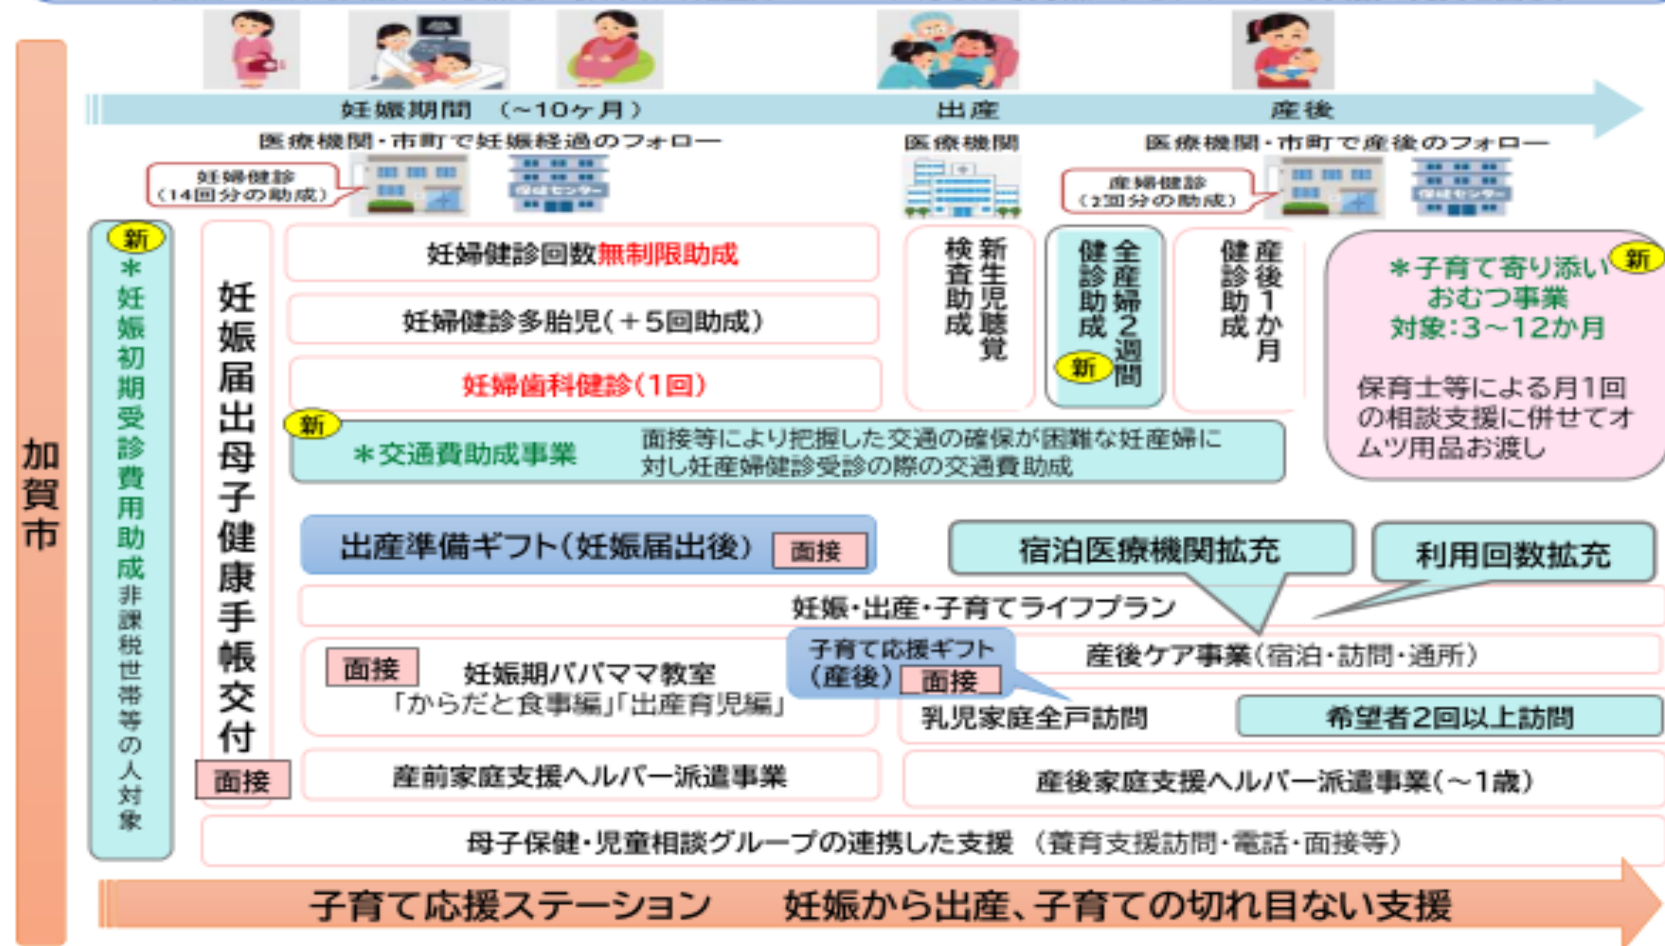 妊娠期間 (~10ヶ月)
出産
産後
医療機関・市町で妊娠経過のフォロー
医療機関
医療機関・市町で産後のフォロー
妊婦健診
(14回分の助成)
保健センター
産婦健診
(2回分の助成)
保健センター
加賀市
新
*妊娠初期受診費用助成非課税世帯等の人対象
妊娠届出母子健康手帳交付
面接
妊婦健診回数無制限助成
妊婦健診多胎児(+5回助成)
妊婦歯科健診(1回)
新生児聴覚
検査助成
全産婦2週間
健診助成
新
産後1か月
健診助成
新
*子育て寄り添い
おむつ事業
対象:3~12か月
保育士等による月1回
の相談支援に併せてオ
ムツ用品お渡し
新
*交通費助成事業
面接等により把握した交通の確保が困難な妊産婦に
対し妊産婦健診受診の際の交通費助成
出産準備ギフト(妊娠届出後) 面接
宿泊医療機関拡充
利用回数拡充
妊娠・出産・子育てライフプラン
面接
妊娠期パパママ教室
「からだと食事編」「出産育児編」
子育て応援ギフト
(産後) 面接
産後ケア事業(宿泊・訪問・通所)
乳児家庭全戸訪問
希望者2回以上訪問
産前家庭支援ヘルパー派遣事業
産後家庭支援ヘルパー派遣事業(~1歳)
母子保健・児童相談グループの連携した支援 (養育支援訪問・電話・面接等)
子育て応援ステーション 妊娠から出産、子育ての切れ目ない支援